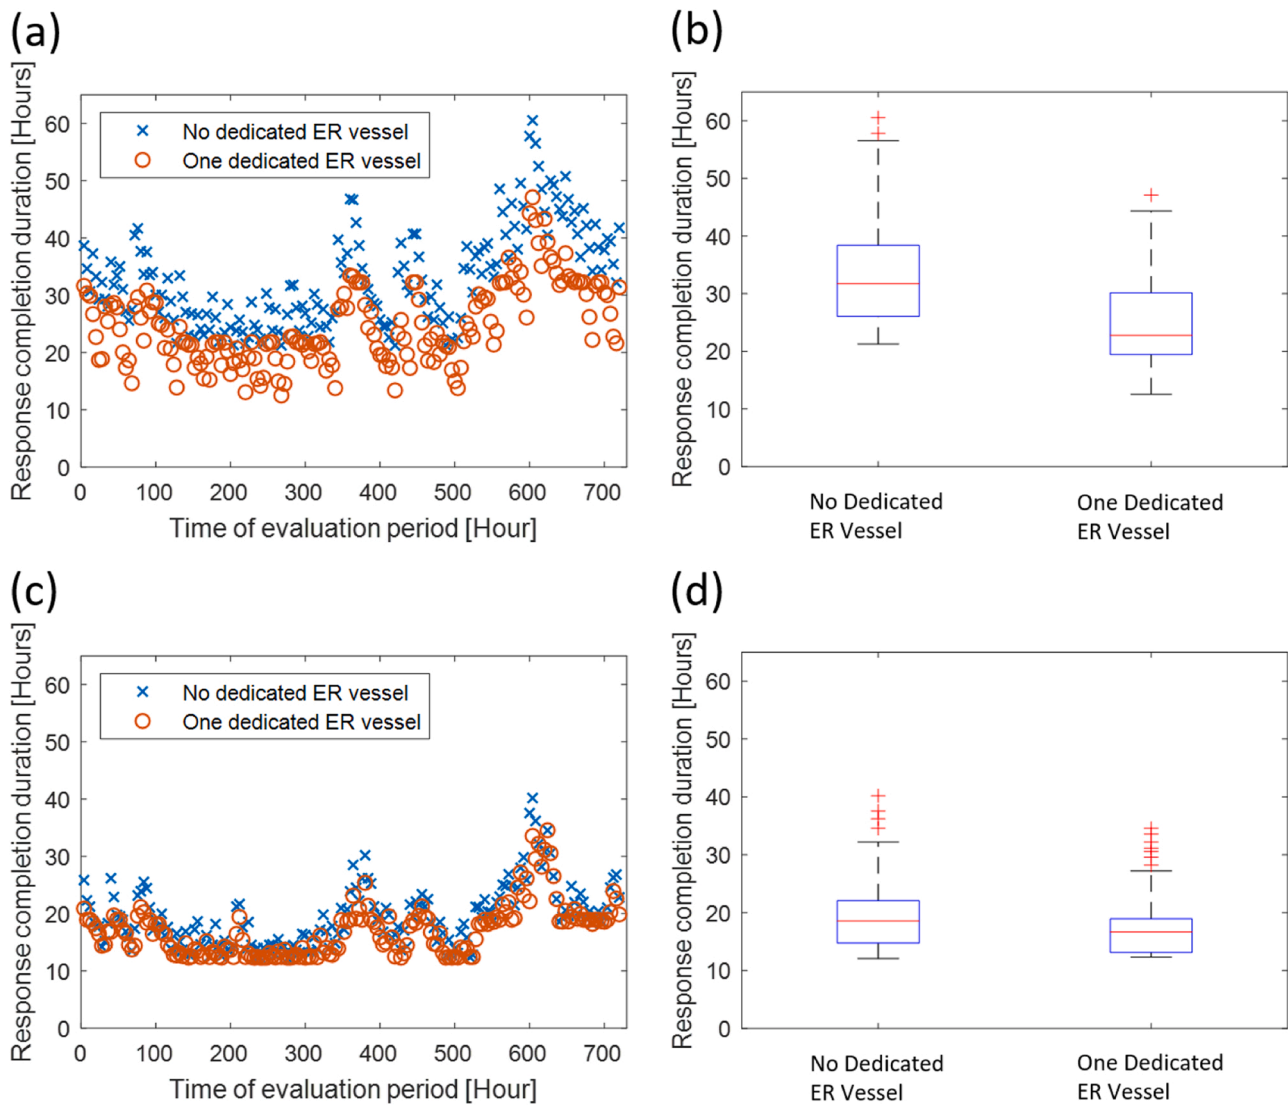 (a)
Response completion duration [Hours]
60
50
40
30
20
10
0
No dedicated ER vessel
One dedicated ER vessel
0 100 200 300 400 500 600 700
Time of evaluation period [Hour]
(b)
Response completion duration [Hours]
60
50
40
30
20
10
0
No Dedicated
ER Vessel
One Dedicated
ER Vessel
(c)
Response completion duration [Hours]
60
50
40
30
20
10
0
No dedicated ER vessel
One dedicated ER vessel
0 100 200 300 400 500 600 700
Time of evaluation period [Hour]
(d)
Response completion duration [Hours]
60
50
40
30
20
10
0
No Dedicated
ER Vessel
One Dedicated
ER Vessel